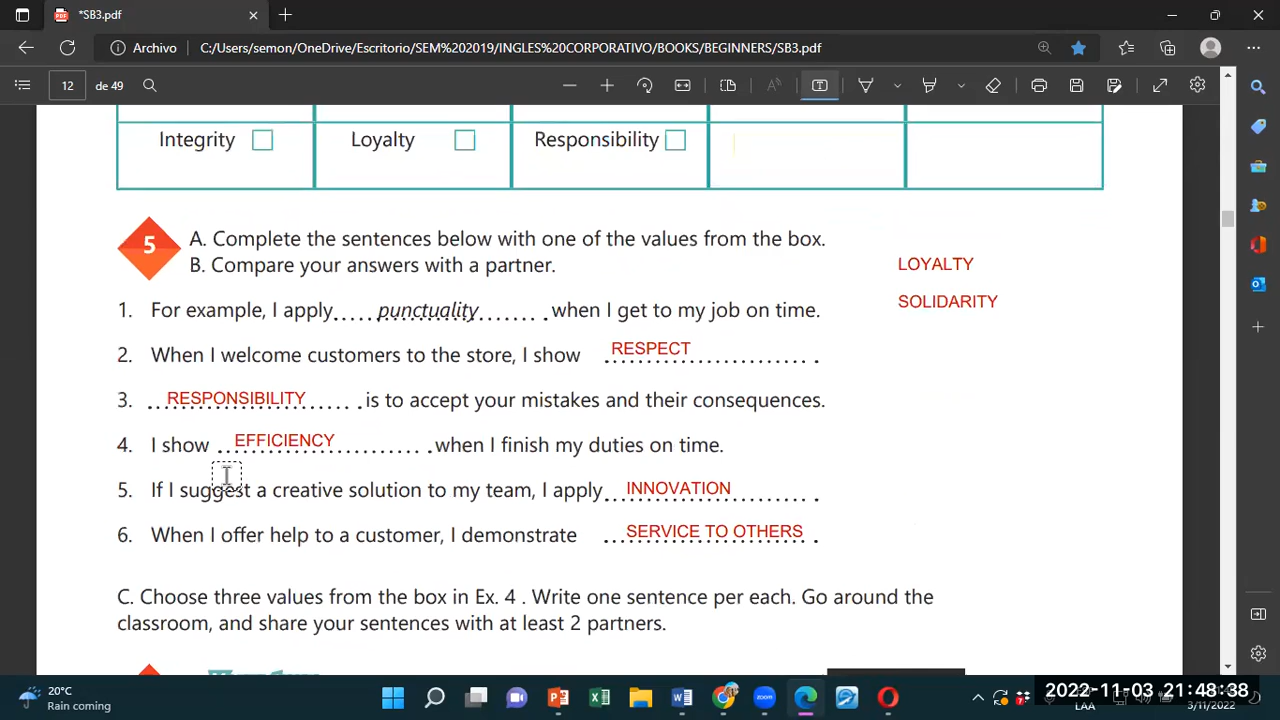 *SB3.pdf
Archivo C:/Users/semon/OneDrive/Escritorio/SEM%202019/INGLES%20CORPORATIVO/BOOKS/BEGINNERS/SB3.pdf
12 de 49
Integrity Loyalty Responsibility
5 A. Complete the sentences below with one of the values from the box.
B. Compare your answers with a partner.
LOYALTY
SOLIDARITY
1. For example, I apply.....punctuality........when I get to my job on time.
2. When I welcome customers to the store, I show RESPECT
3. RESPONSIBILITY is to accept your mistakes and their consequences.
4. I show EFFICIENCY when I finish my duties on time.
5. If I suggest a creative solution to my team, I apply INNOVATION
6. When I offer help to a customer, I demonstrate SERVICE TO OTHERS
C. Choose three values from the box in Ex. 4 . Write one sentence per each. Go around the
classroom, and share your sentences with at least 2 partners.
20°C
Rain coming
LAA
2022-11-03 21:48:38
3/11/2022